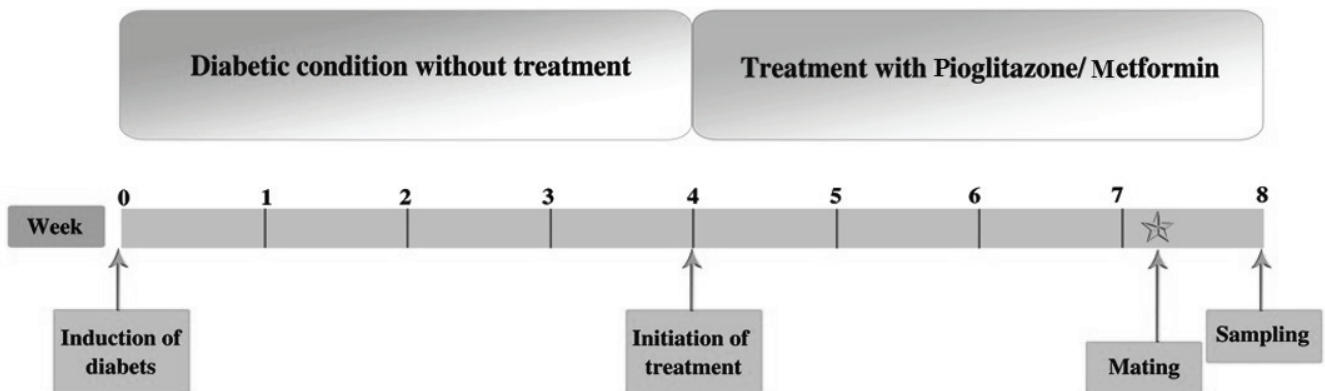 Diabetic condition without treatment
Treatment with Pioglitazone/ Metformin
0 1 2 3 4 5 6 7 8
Week
Induction of
diabets
Initiation of
treatment
Mating
Sampling